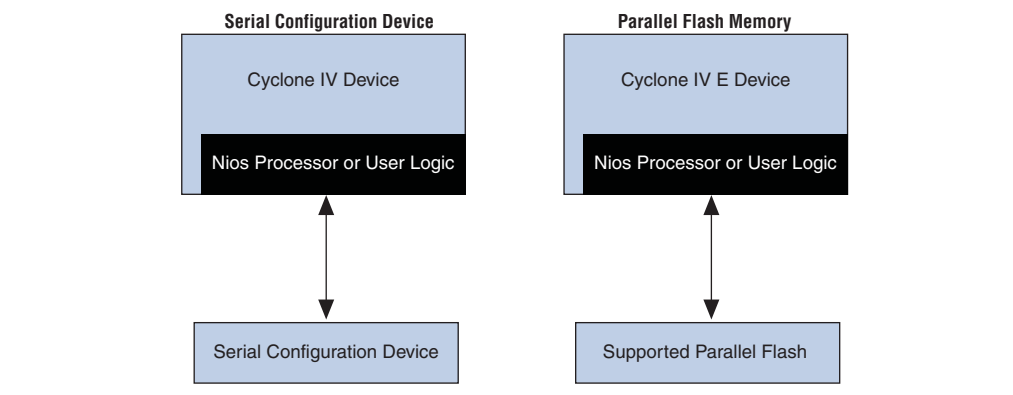 Serial Configuration Device
Cyclone IV Device
Nios Processor or User Logic
Serial Configuration Device
Parallel Flash Memory
Cyclone IV E Device
Nios Processor or User Logic
Supported Parallel Flash